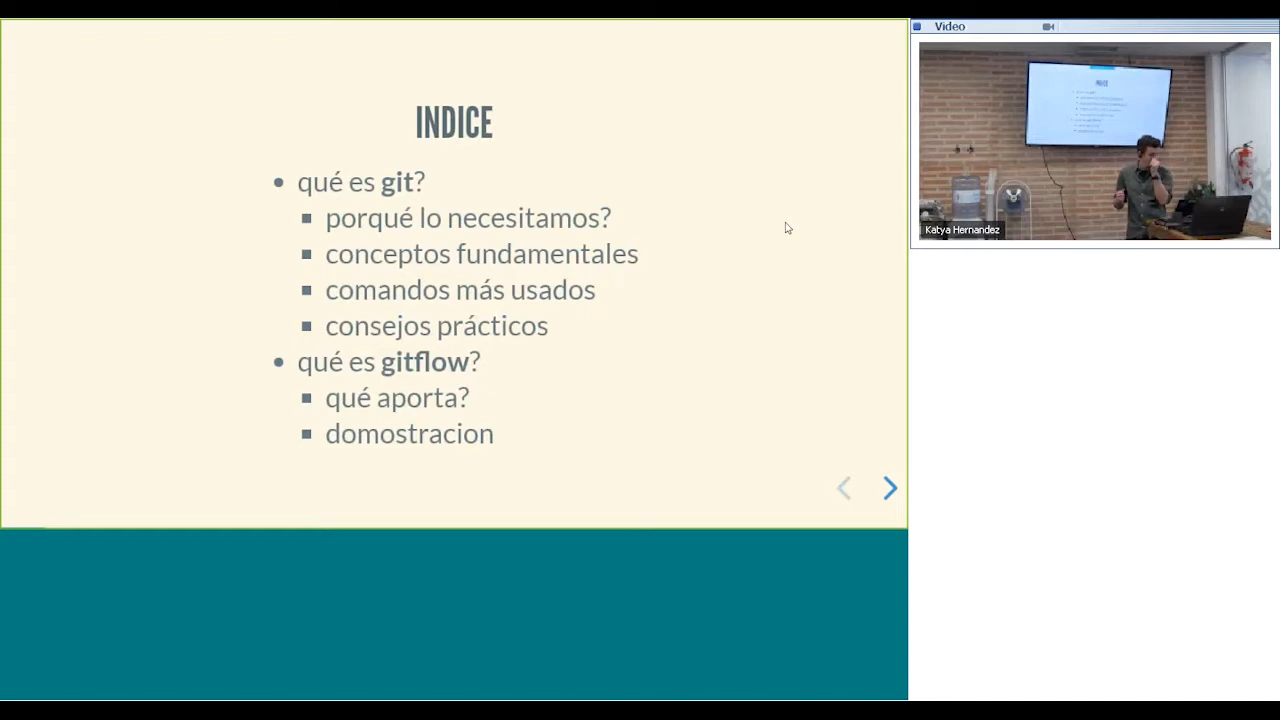 INDICE
qué es git?
porqué lo necesitamos?
conceptos fundamentales
comandos más usados
consejos prácticos
qué es gitflow?
qué aporta?
domostracion
Video
Katya Hernandez